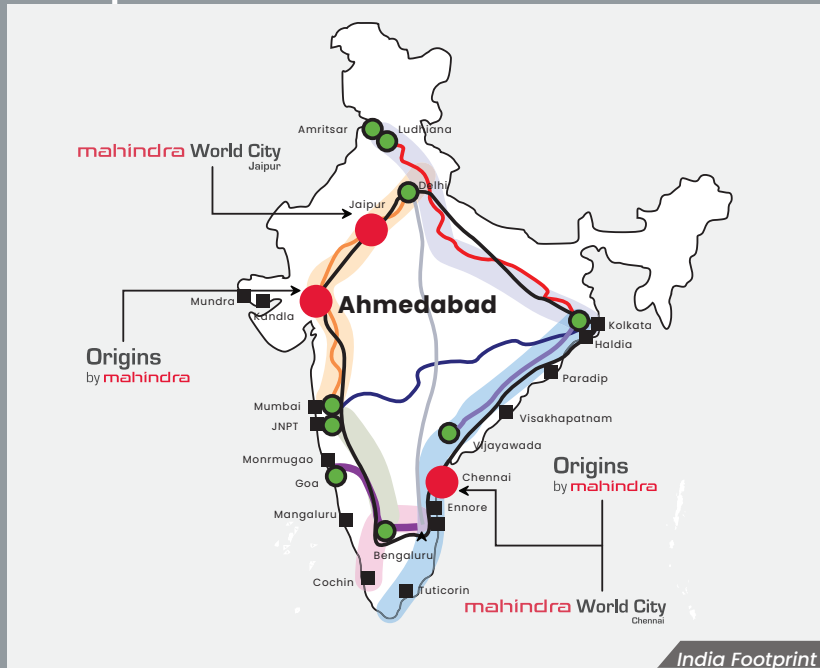 Amritsar
Ludhiana
mahindra World City
Jaipur
Delhi
Jaipur
Mundra
Kandla
Ahmedabad
Origins
by mahindra
Kolkata
Haldia
Paradip
Mumbai
Visakhapatnam
JNPT
Vijayawada
Monrmugao
Goa
Chennai
Origins
by mahindra
Ennore
Mangaluru
Bengaluru
Cochin
Tuticorin
mahindra World City
Chennai
India Footprint